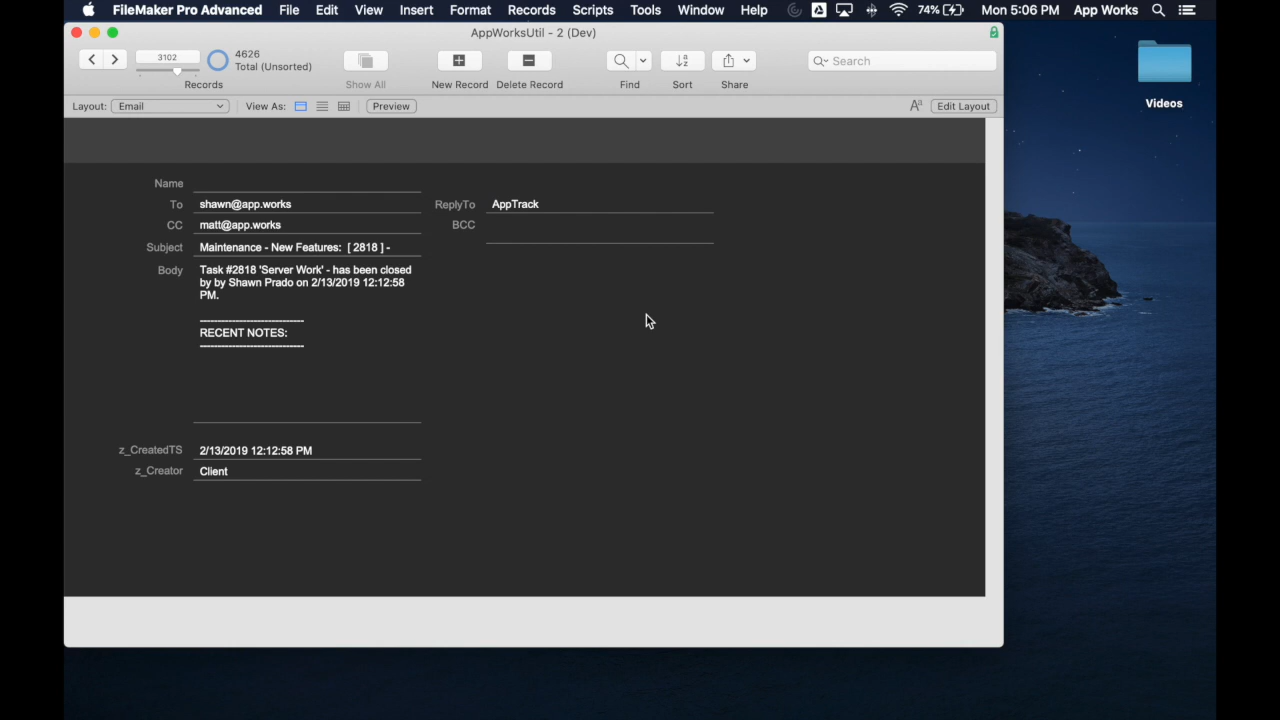 FileMaker Pro Advanced File Edit View Insert Format Records Scripts Tools Window Help 74% Mon 5:06 PM App Works
AppWorksUtil - 2 (Dev)
3102
4626
Total (Unsorted)
Search
Records Show All New Record Delete Record Find Sort Share
Layout: Email View As: Preview Aa Edit Layout
Videos
Name
To shawn@app.works ReplyTo AppTrack
CC matt@app.works BCC
Subject Maintenance - New Features: [ 2818 ] -
Body Task #2818 'Server Work' - has been closed
by by Shawn Prado on 2/13/2019 12:12:58
PM.
----------------------------
RECENT NOTES:
----------------------------
z_CreatedTS 2/13/2019 12:12:58 PM
z_Creator Client